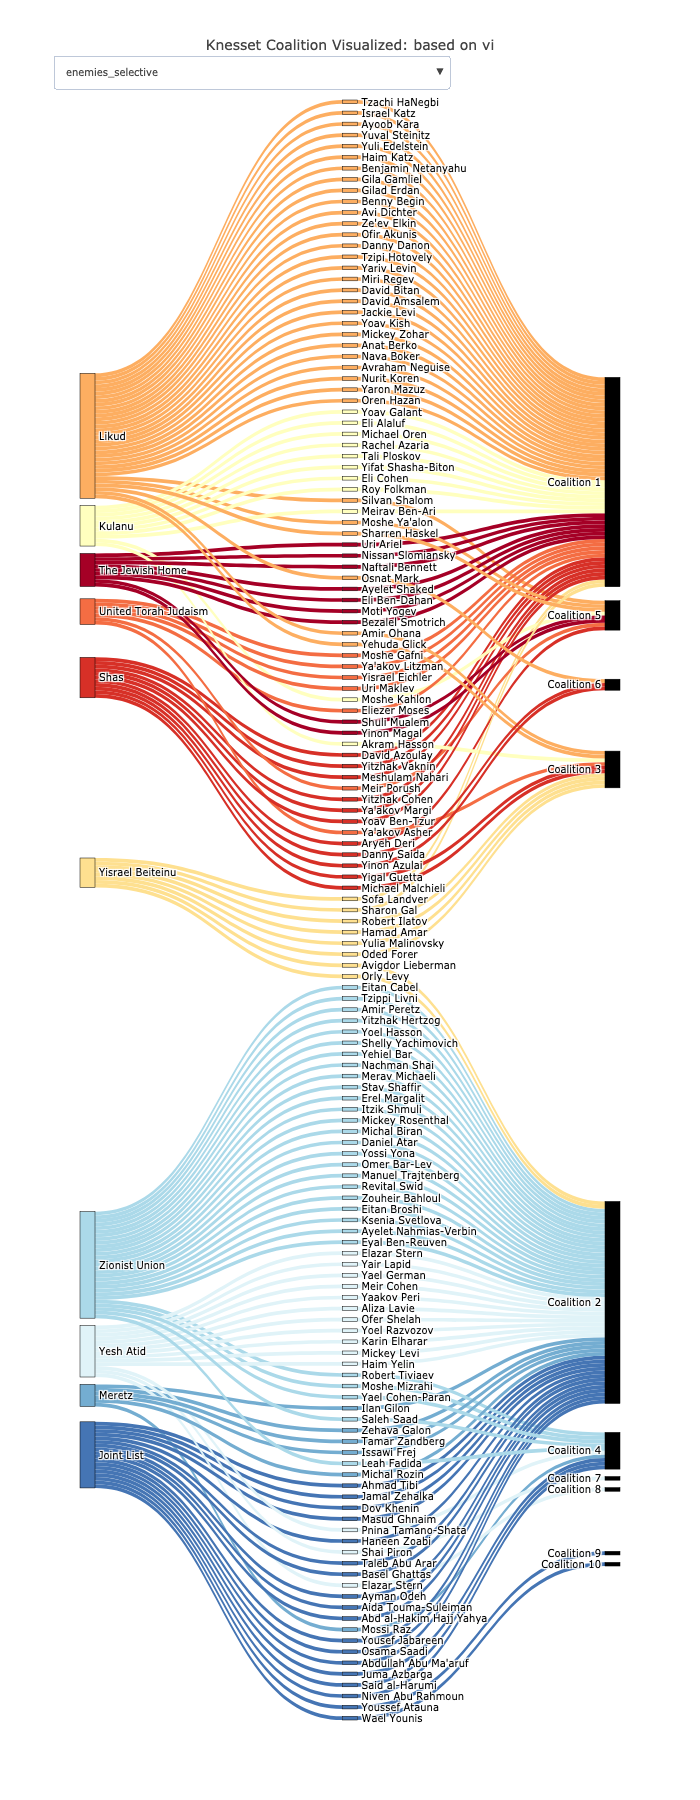 Knesset Coalition Visualized: based on vi
enemies_selective
Tzachi HaNegbi
Israel Katz
Ayoob Kara
Yuval Steinitz
Yuli Edelstein
Haim Katz
Benjamin Netanyahu
Gila Gamliel
Gilad Erdan
Benny Begin
Avi Dichter
Ze'ev Elkin
Ofir Akunis
Danny Danon
Tzipi Hotovely
Yariv Levin
Miri Regev
David Bitan
David Amsalem
Jackie Levi
Yoav Kish
Mickey Zohar
Anat Berko
Nava Boker
Avraham Neguise
Nurit Koren
Yaron Mazuz
Oren Hazan
Yoav Galant
Eli Alaluf
Michael Oren
Rachel Azaria
Tali Ploskov
Yifat Shasha-Biton
Eli Cohen
Roy Folkman
Silvan Shalom
Meirav Ben-Ari
Moshe Ya'alon
Sharren Haskel
Uri Ariel
Nissan Slomiansky
Naftali Bennett
Osnat Mark
Ayelet Shaked
Eli Ben-Dahan
Moti Yogev
Bezalel Smotrich
Amir Ohana
Yehuda Glick
Moshe Gafni
Ya'akov Litzman
Yisrael Eichler
Uri Maklev
Moshe Kahlon
Eliezer Moses
Shuli Mualem
Yinon Magal
Akram Hasson
David Azoulay
Yitzhak Vaknin
Meshulam Nahari
Meir Porush
Yitzhak Cohen
Ya'akov Margi
Yoav Ben-Tzur
Ya'akov Asher
Aryeh Deri
Danny Saida
Yinon Azulai
Yigal Guetta
Michael Malchieli
Sofa Landver
Sharon Gal
Robert Ilatov
Hamad Amar
Yulia Malinovsky
Oded Forer
Avigdor Lieberman
Orly Levy
Eitan Cabel
Tzippi Livni
Amir Peretz
Yitzhak Hertzog
Yoel Hasson
Shelly Yachimovich
Yehiel Bar
Nachman Shai
Merav Michaeli
Stav Shaffir
Erel Margalit
Itzik Shmuli
Mickey Rosenthal
Michal Biran
Daniel Atar
Yossi Yona
Omer Bar-Lev
Manuel Trajtenberg
Revital Swid
Zouheir Bahloul
Eitan Broshi
Ksenia Svetlova
Ayelet Nahmias-Verbin
Eyal Ben-Reuven
Elazar Stern
Yair Lapid
Yael German
Meir Cohen
Yaakov Peri
Aliza Lavie
Ofer Shelah
Yoel Razvozov
Karin Elharar
Mickey Levi
Haim Yelin
Robert Tiviaev
Moshe Mizrahi
Yael Cohen-Paran
Ilan Gilon
Saleh Saad
Zehava Galon
Tamar Zandberg
Issawi Frej
Leah Fadida
Michal Rozin
Ahmad Tibi
Jamal Zehalka
Dov Khenin
Masud Ghnaim
Pnina Tamano-Shata
Haneen Zoabi
Shai Piron
Taleb Abu Arar
Basel Ghattas
Elazar Stern
Ayman Odeh
Aida Touma-Suleiman
Abd al-Hakim Hajj Yahya
Mossi Raz
Yousef Jabareen
Osama Saadi
Abdullah Abu Ma'aruf
Juma Azbarga
Said al-Harumi
Niven Abu Rahmoun
Youssef Atauna
Wael Younis
Likud
Kulanu
The Jewish Home
United Torah Judaism
Shas
Yisrael Beiteinu
Zionist Union
Yesh Atid
Meretz
Joint List
Coalition 1
Coalition 5
Coalition 6
Coalition 3
Coalition 2
Coalition 4
Coalition 7
Coalition 8
Coalition 9
Coalition 10